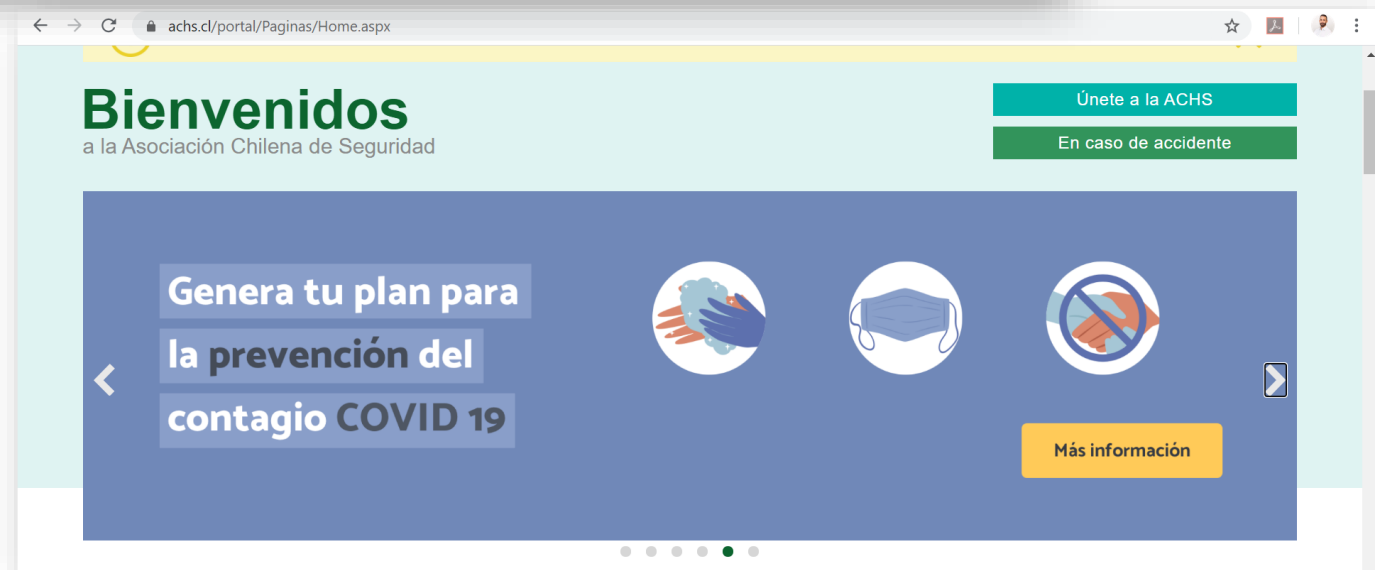 achs.cl/portal/Paginas/Home.aspx
Bienvenidos
a la Asociación Chilena de Seguridad
Únete a la ACHS
En caso de accidente
Genera tu plan para
la prevención del
contagio COVID 19
Más información